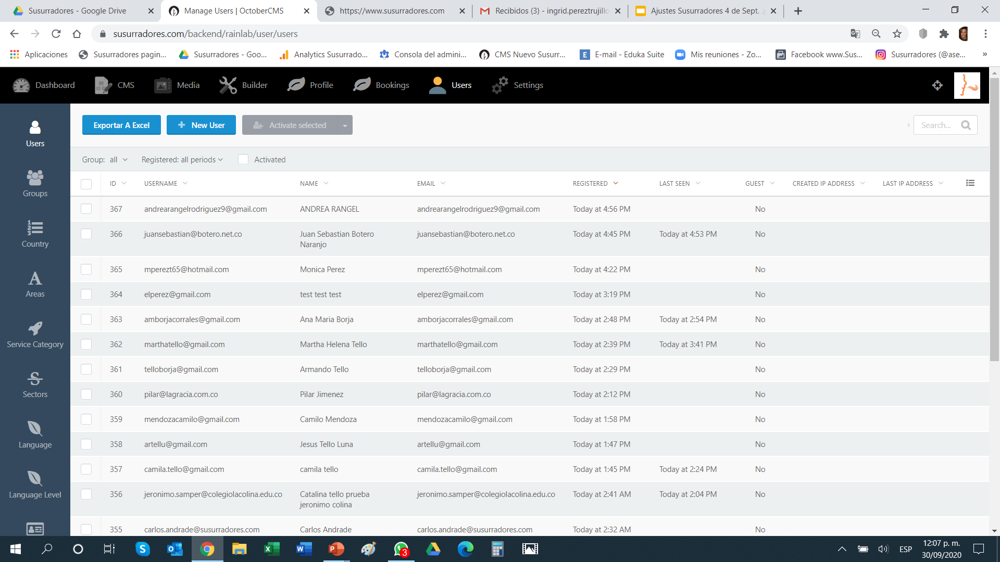 Susurradores - Google Drive
Manage Users | OctoberCMS
https://www.susurradores.com
Recibidos (3) - ingrid.pereztrujillo
Ajustes Susurradores 4 de Sept. .
susurradores.com/backend/rainlab/user/users
Aplicaciones
Susurradores pagin...
Susurradores - Goo...
Analytics Susurrado...
Consola del admini...
CMS Nuevo Susurr...
E-mail - Eduka Suite
Mis reuniones - Zo...
Facebook www.Sus...
Susurradores (@ase...
»
Dashboard
CMS
Media
Builder
Profile
Bookings
Users
Settings
Users
Groups
Country
Areas
Service Category
Sectors
Language
Language Level
Exportar A Excel
+ New User
Activate selected
Search...
Group: all
Registered: all periods
Activated
ID USERNAME NAME EMAIL REGISTERED LAST SEEN GUEST CREATED IP ADDRESS LAST IP ADDRESS
367 andrearangelrodriguez9@gmail.com ANDREA RANGEL andrearangelrodriguez9@gmail.com Today at 4:56 PM No
366 juansebastian@botero.net.co Juan Sebastian Botero juansebastian@botero.net.co Today at 4:45 PM Today at 4:53 PM No
Naranjo
365 mperezt65@hotmail.com Monica Perez mperezt65@hotmail.com Today at 4:22 PM No
364 elperez@gmail.com test test test elperez@gmail.com Today at 3:19 PM No
363 amborjacorrales@gmail.com Ana Maria Borja amborjacorrales@gmail.com Today at 2:48 PM Today at 2:54 PM No
362 marthatello@gmail.com Martha Helena Tello marthatello@gmail.com Today at 2:39 PM Today at 3:41 PM No
361 telloborja@gmail.com Armando Tello telloborja@gmail.com Today at 2:29 PM No
360 pilar@lagracia.com.co Pilar Jimenez pilar@lagracia.com.co Today at 2:12 PM No
359 mendozacamilo@gmail.com Camilo Mendoza mendozacamilo@gmail.com Today at 1:58 PM No
358 artellu@gmail.com Jesus Tello Luna artellu@gmail.com Today at 1:47 PM No
357 camila.tello@gmail.com camila tello camila.tello@gmail.com Today at 1:45 PM Today at 2:24 PM No
356 jeronimo.samper@colegiolacolina.edu.co Catalina tello prueba jeronimo.samper@colegiolacolina.edu.co Today at 2:41 AM Today at 2:04 PM No
jeronimo colina
355 carlos.andrade@susurradores.com Carlos Andrade carlos.andrade@susurradores.com Today at 2:32 AM No
3
ESP
12:07 p. m.
30/09/2020